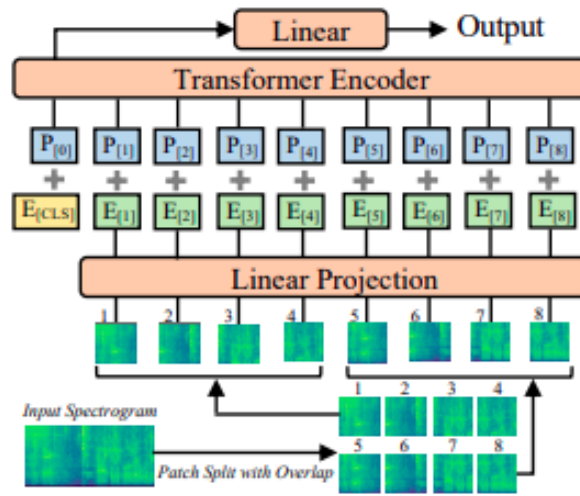 Linear Output
Transformer Encoder
P[0] P[1] P[2] P[3] P[4] P[5] P[6] P[7] P[8]
+ + + + + + + + +
E[CLS] E[1] E[2] E[3] E[4] E[5] E[6] E[7] E[8]
Linear Projection
1 2 3 4 5 6 7 8
1 2 3 4
Input Spectrogram
5 6 7 8
Patch Split with Overlap